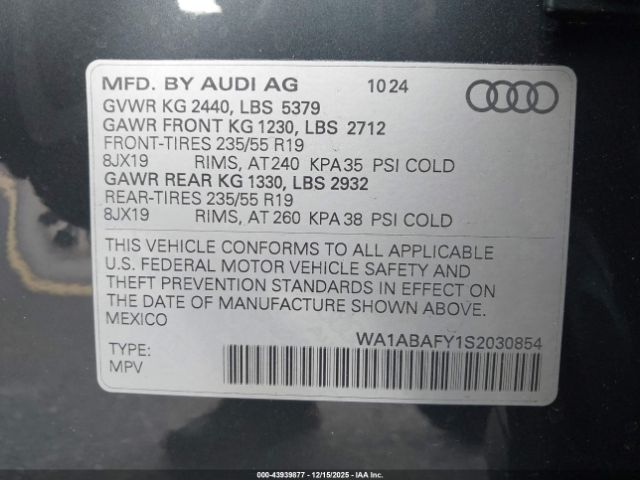 MFD. BY AUDI AG 10 24
GVWR KG 2440, LBS 5379
GAWR FRONT KG 1230, LBS 2712
FRONT-TIRES 235/55 R19
8JX19 RIMS, AT 240 KPA 35 PSI COLD
GAWR REAR KG 1330, LBS 2932
REAR-TIRES 235/55 R19
8JX19 RIMS, AT 260 KPA 38 PSI COLD
THIS VEHICLE CONFORMS TO ALL APPLICABLE
U.S. FEDERAL MOTOR VEHICLE SAFETY AND
THEFT PREVENTION STANDARDS IN EFFECT ON
THE DATE OF MANUFACTURE SHOWN ABOVE.
MEXICO
WA1ABAFY1S2030854
TYPE:
MPV
000-43939877 - 12/15/2025 - IAA Inc.